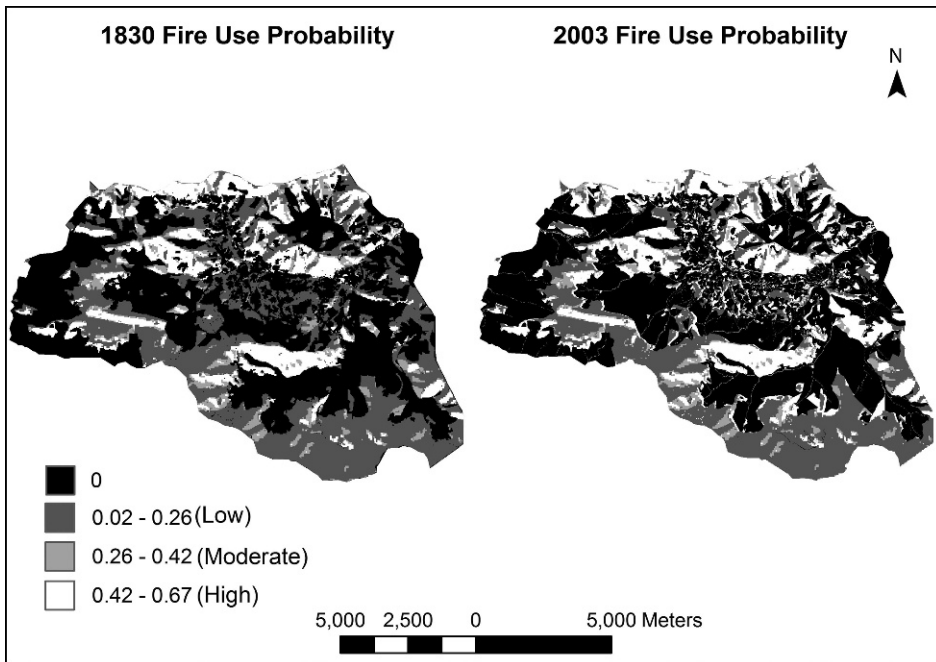 1830 Fire Use Probability
2003 Fire Use Probability
N
0
0.02 - 0.26 (Low)
0.26 - 0.42 (Moderate)
0.42 - 0.67 (High)
5,000 2,500 0 5,000 Meters